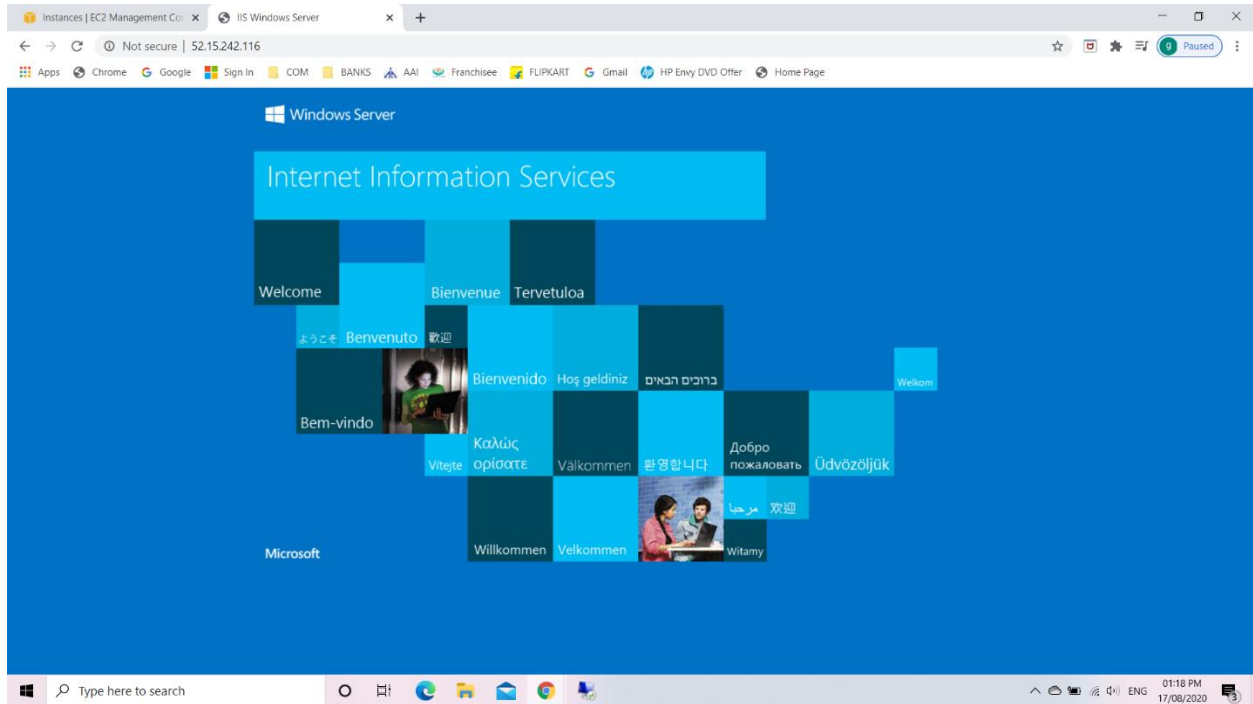 Instances | EC2 Management Con
IIS Windows Server
Not secure | 52.15.242.116
Paused
Apps Chrome Google Sign In COM BANKS AAI Franchisee FLIPKART Gmail HP Envy DVD Offer Home Page
Windows Server
Internet Information Services
Welcome
Bienvenue
Tervetuloa
ようこそ
Benvenuto
歡迎
Bienvenido
Hoş geldiniz
ברוכים הבאים
Welkom
Bem-vindo
Vítejte
Καλώς
ορίσατε
Välkommen
환영합니다
Добро
пожаловать
Üdvözöljük
مرحبا
欢迎
Microsoft
Willkommen
Velkommen
Witamy
Type here to search
ENG
01:18 PM
17/08/2020
3